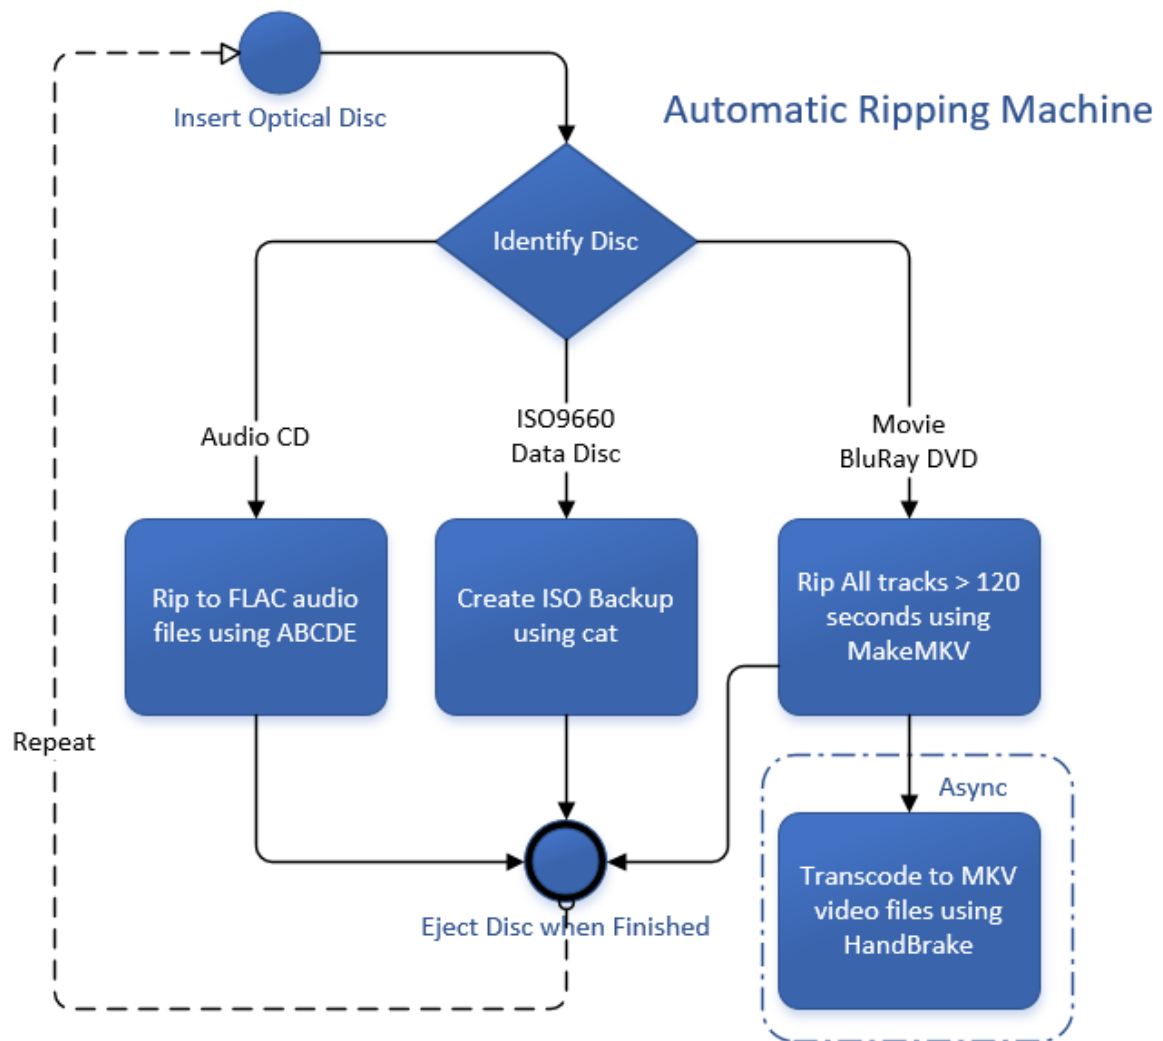 Insert Optical Disc
Automatic Ripping Machine
Identify Disc
Audio CD
ISO9660
Data Disc
Movie
BluRay DVD
Rip to FLAC audio
files using ABCDE
Create ISO Backup
using cat
Rip All tracks > 120
seconds using
MakeMKV
Repeat
Async
Transcode to MKV
video files using
HandBrake
Eject Disc when Finished